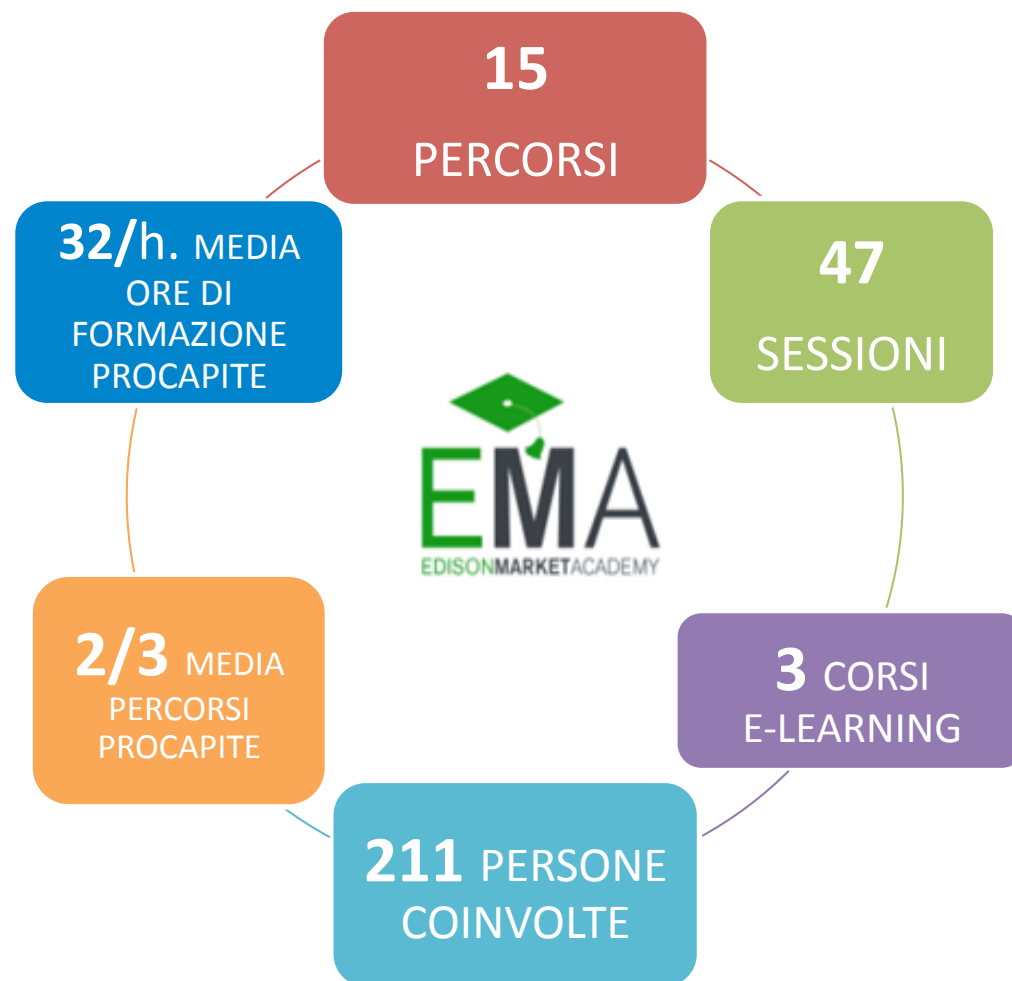 15
PERCORSI
47
SESSIONI
3 CORSI
E-LEARNING
211 PERSONE
COINVOLTE
2/3 MEDIA
PERCORSI
PROCAPITE
32/h. MEDIA
ORE DI
FORMAZIONE
PROCAPITE
EMA
EDISONMARKETACADEMY